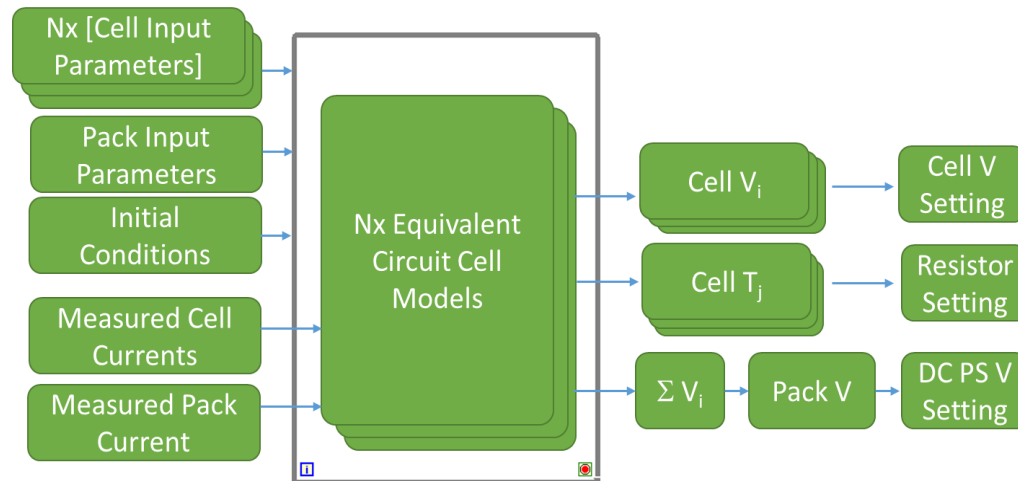 Nx [Cell Input
Parameters]
Pack Input
Parameters
Initial
Conditions
Measured Cell
Currents
Measured Pack
Current
Nx Equivalent
Circuit Cell
Models
i
Cell Vᵢ
Cell Tⱼ
Σ Vᵢ
Pack V
Cell V
Setting
Resistor
Setting
DC PS V
Setting